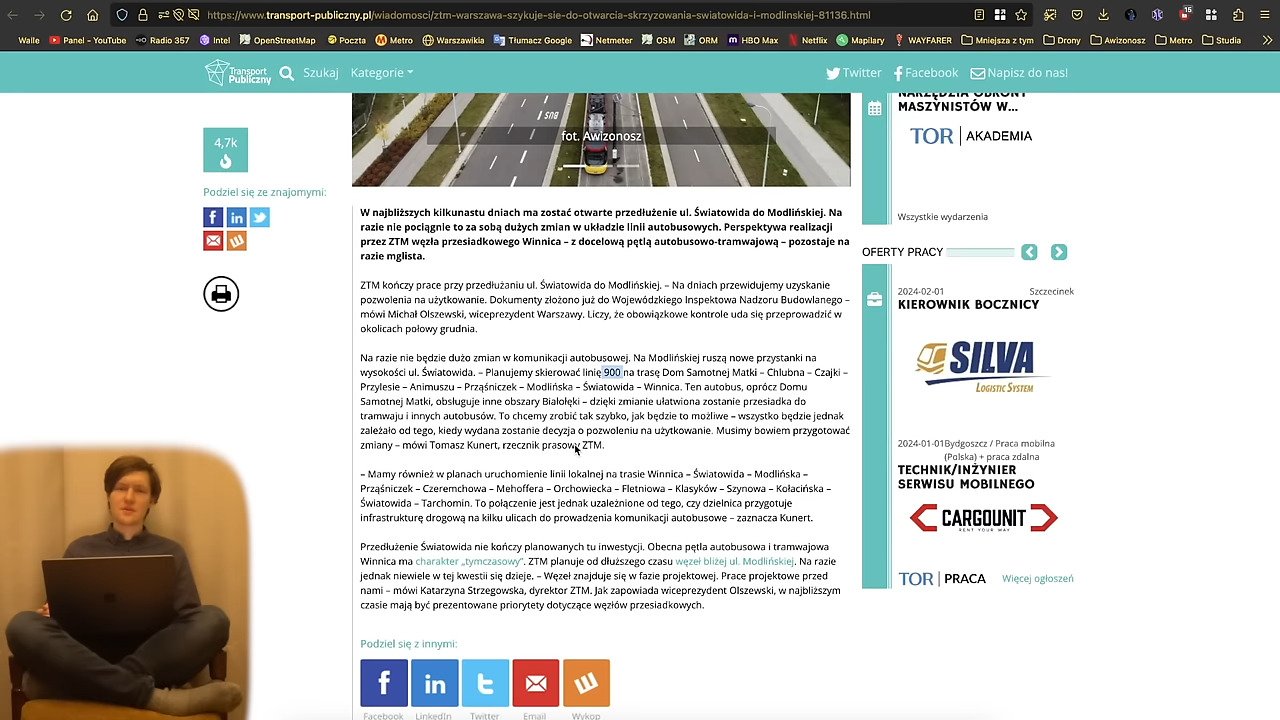 https://www.transport-publiczny.pl/wiadomosci/ztm-warszawa-szykuje-sie-do-otwarcia-skrzyzowania-swiatowida-i-modlinskiej-81136.html
15
Walle Panel - YouTube Radio 357 Intel OpenStreetMap Poczta Metro Warszawikia Tłumacz Google Netmeter OSM ORM HBO Max Netflix Mapilary WAYFARER Mniejsza z tym Drony Awizonosz Metro Studia
Transport Publiczny Szukaj Kategorie Twitter Facebook Napisz do nas!
NARZĘDZIA OBRONY
MASZYNISTÓW W...
TOR AKADEMIA
Wszystkie wydarzenia
4,7k
Podziel się ze znajomymi:
BUS
fot. Awizonosz
W najbliższych kilkunastu dniach ma zostać otwarte przedłużenie ul. Światowida do Modlińskiej. Na
razie nie pociągnie to za sobą dużych zmian w układzie linii autobusowych. Perspektywa realizacji
przez ZTM węzła przesiadkowego Winnica – z docelową pętlą autobusowo-tramwajową – pozostaje na
razie mglista.
ZTM kończy prace przy przedłużaniu ul. Światowida do Modlińskiej. – Na dniach przewidujemy uzyskanie
pozwolenia na użytkowanie. Dokumenty złożono już do Wojewódzkiego Inspektora Nadzoru Budowlanego –
mówi Michał Olszewski, wiceprezydent Warszawy. Liczy, że obowiązkowe kontrole uda się przeprowadzić w
okolicach połowy grudnia.
Na razie nie będzie dużo zmian w komunikacji autobusowej. Na Modlińskiej ruszą nowe przystanki na
wysokości ul. Światowida. – Planujemy skierować linię 900 na trasę Dom Samotnej Matki – Chlubna – Czajki –
Przylesie – Animuszu – Prząśniczek – Modlińska – Światowida – Winnica. Ten autobus, oprócz Domu
Samotnej Matki, obsługuje inne obszary Białołęki – dzięki zmianie ułatwiona zostanie przesiadka do
tramwaju i innych autobusów. To chcemy zrobić tak szybko, jak będzie to możliwe – wszystko będzie jednak
zależało od tego, kiedy wydana zostanie decyzja o pozwoleniu na użytkowanie. Musimy bowiem przygotować
zmiany – mówi Tomasz Kunert, rzecznik prasowy ZTM.
– Mamy również w planach uruchomienie linii lokalnej na trasie Winnica – Światowida – Modlińska –
Prząśniczek – Czeremchowa – Mehoffera – Orchowiecka – Fletniowa – Klasyków – Szynowa – Kołacińska –
Światowida – Tarchomin. To połączenie jest jednak uzależnione od tego, czy dzielnica przygotuje
infrastrukturę drogową na kilku ulicach do prowadzenia komunikacji autobusowe – zaznacza Kunert.
Przedłużenie Światowida nie kończy planowanych tu inwestycji. Obecna pętla autobusowa i tramwajowa
Winnica ma charakter „tymczasowy”. ZTM planuje od dłuższego czasu węzeł bliżej ul. Modlińskiej. Na razie
jednak niewiele w tej kwestii się dzieje. – Węzeł znajduje się w fazie projektowej. Prace projektowe przed
nami – mówi Katarzyna Strzegowska, dyrektor ZTM. Jak zapowiada wiceprezydent Olszewski, w najbliższym
czasie mają być prezentowane priorytety dotyczące węzłów przesiadkowych.
Podziel się z innymi:
Facebook LinkedIn Twitter Email Wykop
OFERTY PRACY
2024-02-01 Szczecinek
KIEROWNIK BOCZNICY
SILVA
LOGISTIC SYSTEM
2024-01-01Bydgoszcz / Praca mobilna
(Polska) + praca zdalna
TECHNIK/INŻYNIER
SERWISU MOBILNEGO
CARGOUNIT
RENT YOUR WAY
TOR PRACA Więcej ogłoszeń